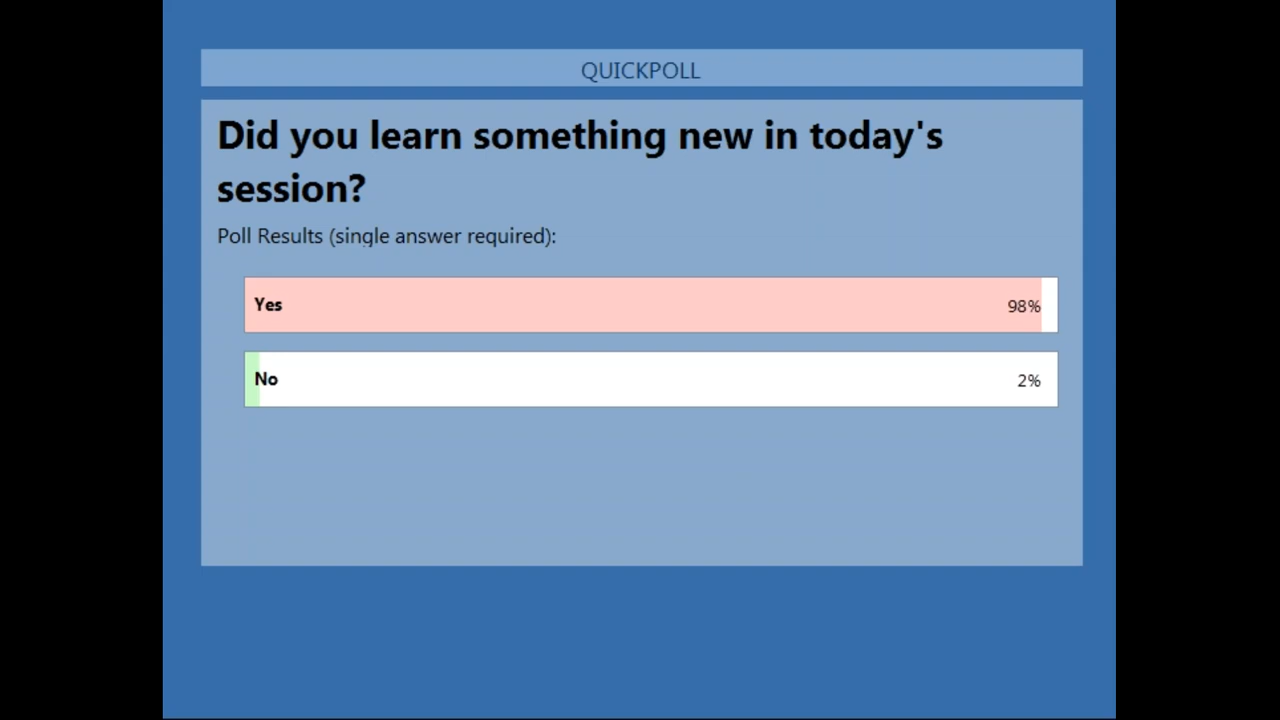 QUICKPOLL
Did you learn something new in today's
session?
Poll Results (single answer required):
Yes 98%
No 2%